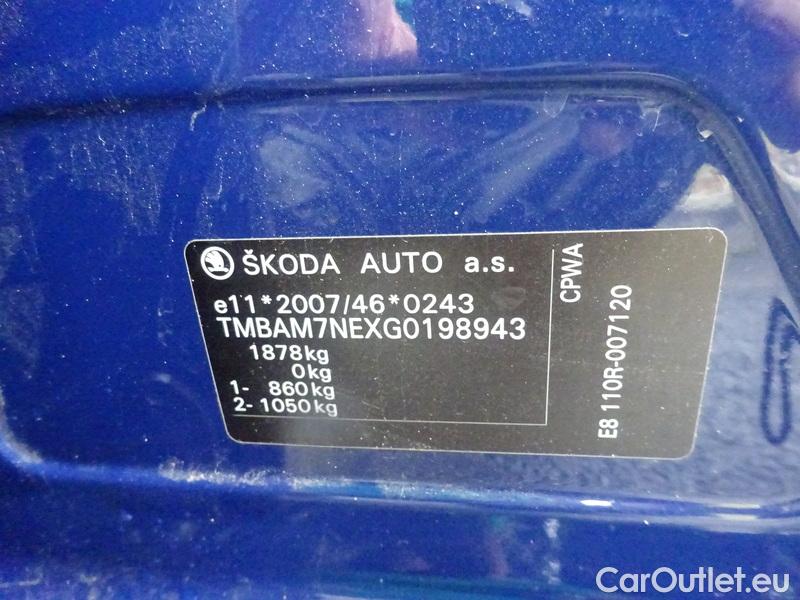 ŠKODA AUTO a.s.
e11*2007/46*0243
TMBAM7NEXG0198943
1878kg
0kg
1- 860kg
2- 1050kg
CPWA
E8 110R-007120
CarOutlet.eu